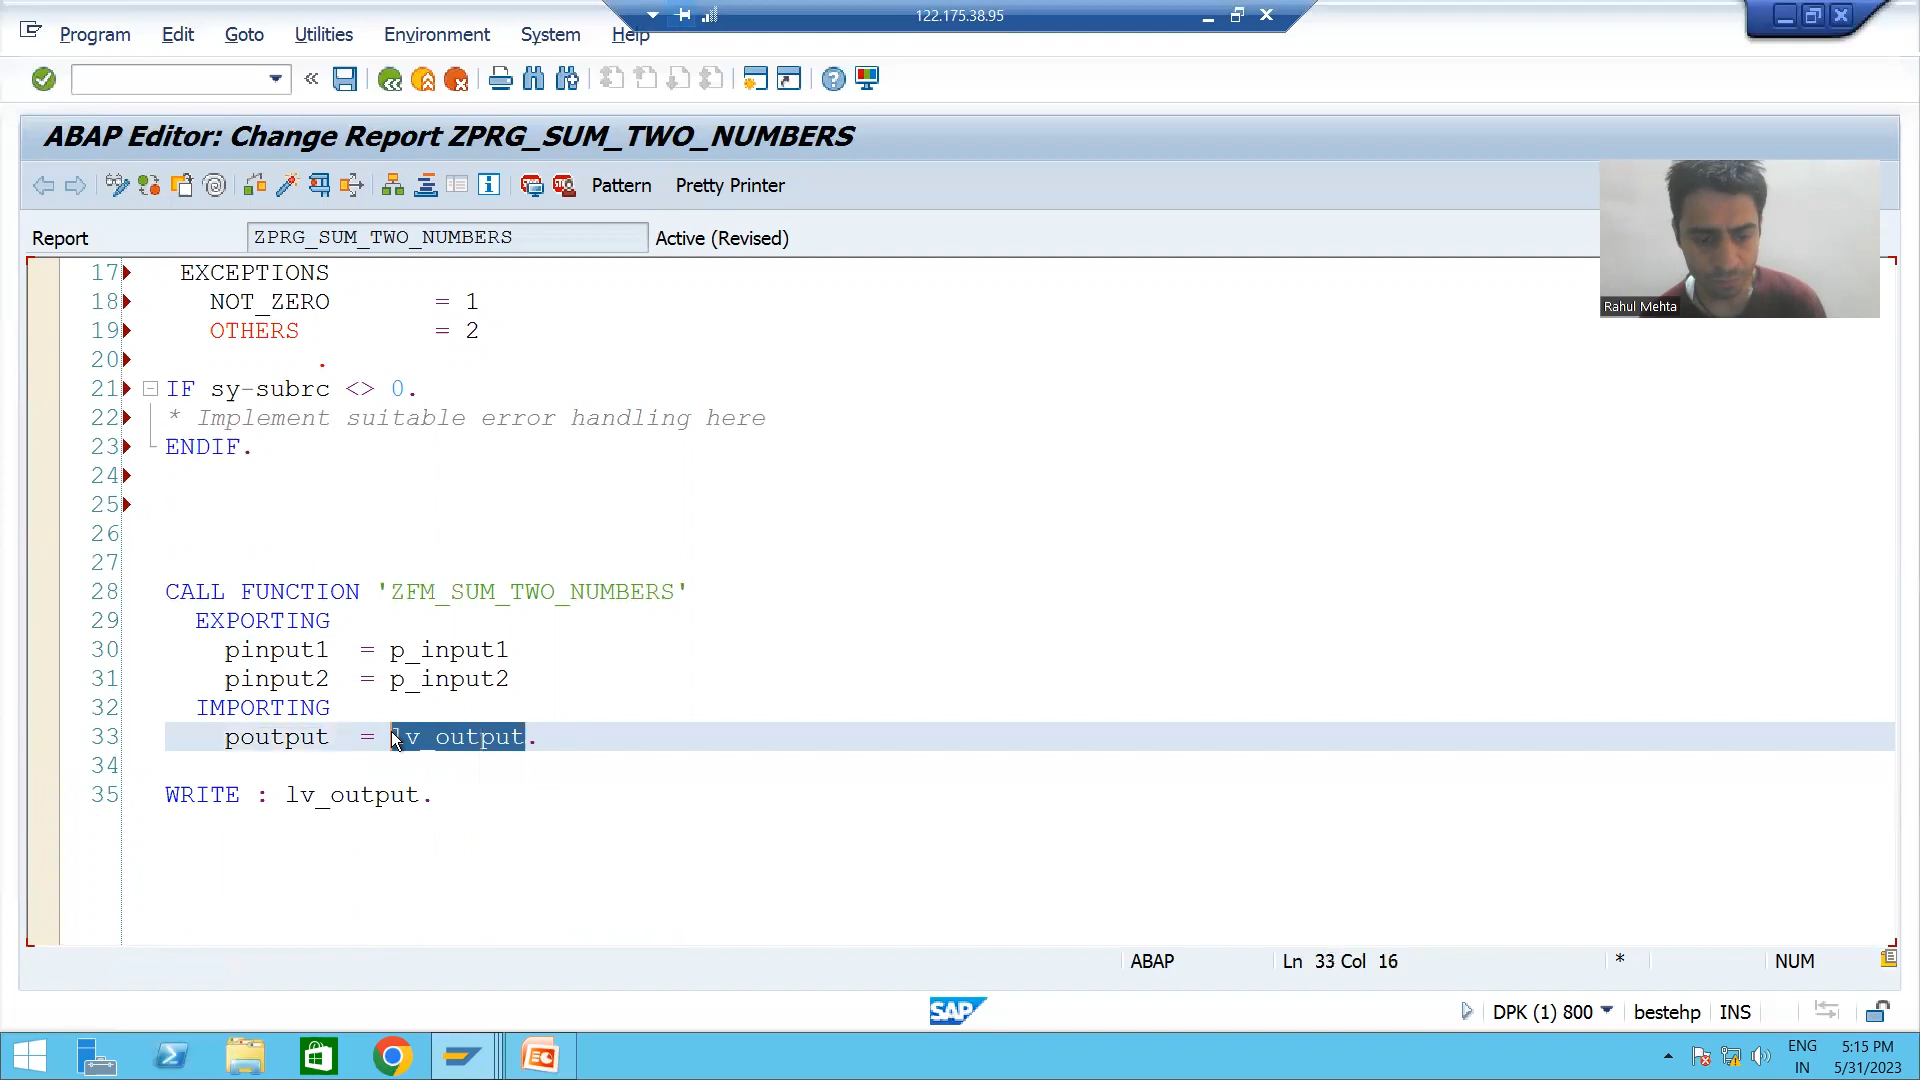 122.175.38.95
Program Edit Goto Utilities Environment System Help
ABAP Editor: Change Report ZPRG_SUM_TWO_NUMBERS
Pattern Pretty Printer
Report ZPRG_SUM_TWO_NUMBERS Active (Revised)
Rahul Mehta
17 EXCEPTIONS
18 NOT_ZERO = 1
19 OTHERS = 2
20 .
21 IF sy-subrc <> 0.
22 * Implement suitable error handling here
23 ENDIF.
24
25
26
27
28 CALL FUNCTION 'ZFM_SUM_TWO_NUMBERS'
29 EXPORTING
30 pinput1 = p_input1
31 pinput2 = p_input2
32 IMPORTING
33 poutput = lv_output.
34
35 WRITE : lv_output.
ABAP Ln 33 Col 16 * NUM
SAP DPK (1) 800 bestehp INS
ENG 5:15 PM
IN 5/31/2023